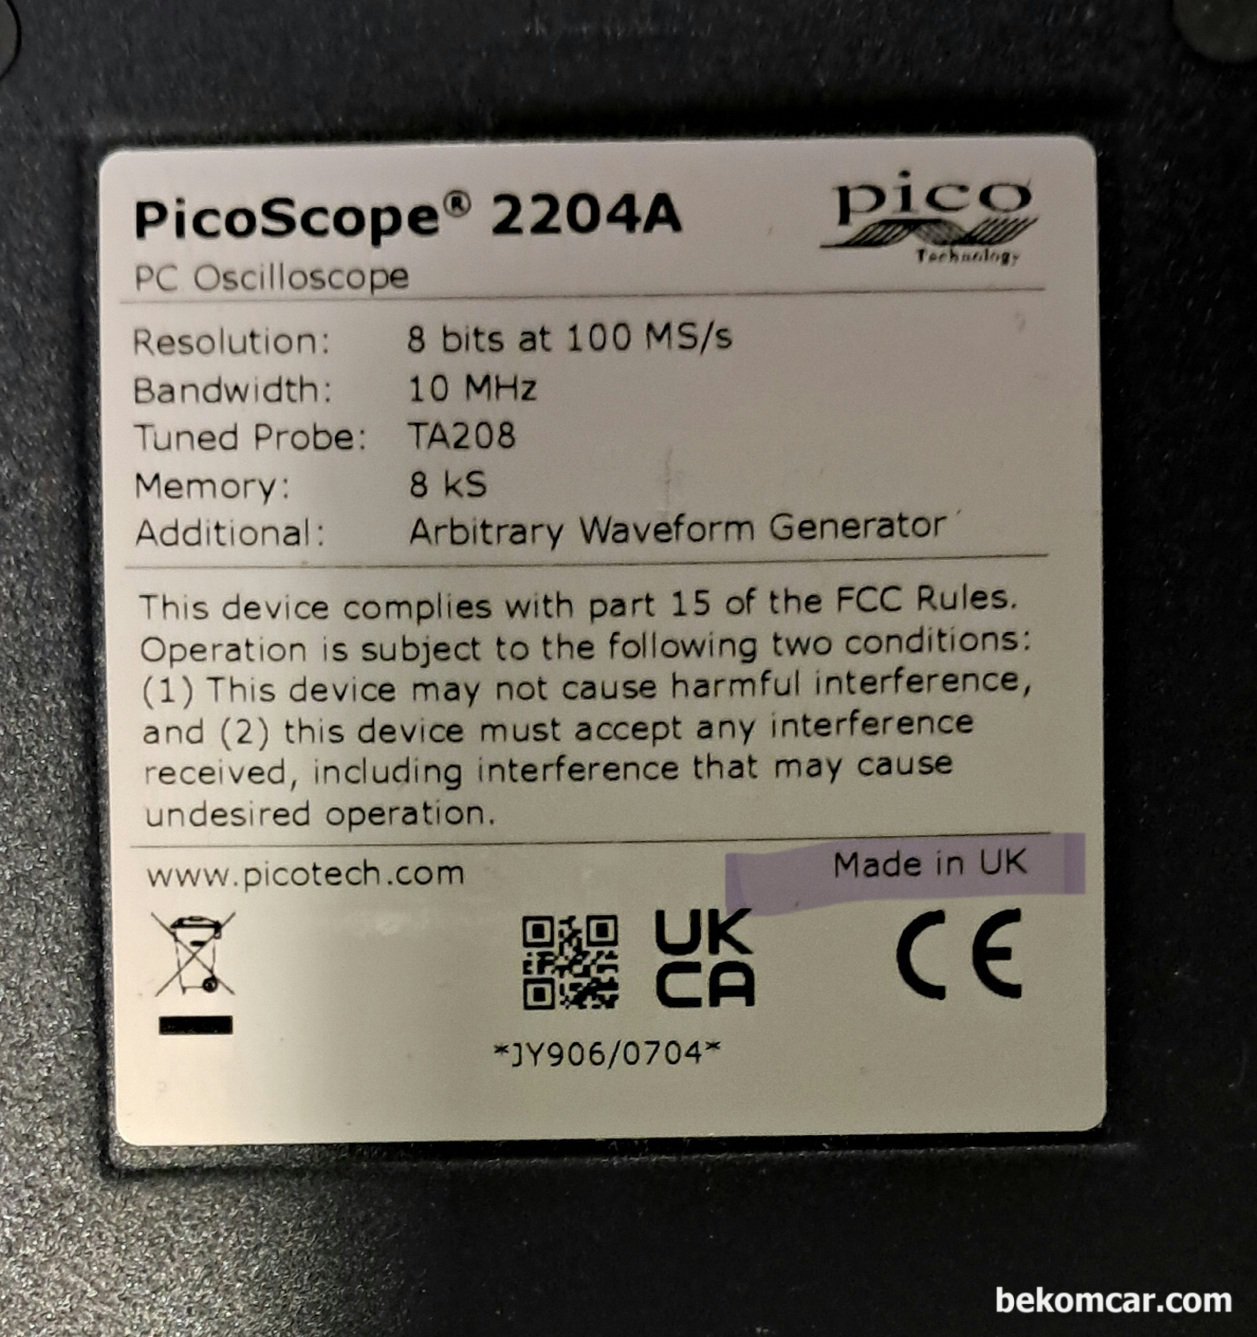 PicoScope® 2204A
pico
Technology
PC Oscilloscope
Resolution: 8 bits at 100 MS/s
Bandwidth: 10 MHz
Tuned Probe: TA208
Memory: 8 kS
Additional: Arbitrary Waveform Generator
This device complies with part 15 of the FCC Rules.
Operation is subject to the following two conditions:
(1) This device may not cause harmful interference,
and (2) this device must accept any interference
received, including interference that may cause
undesired operation.
www.picotech.com Made in UK
UK
CA
CE
*JY906/0704*
bekomcar.com